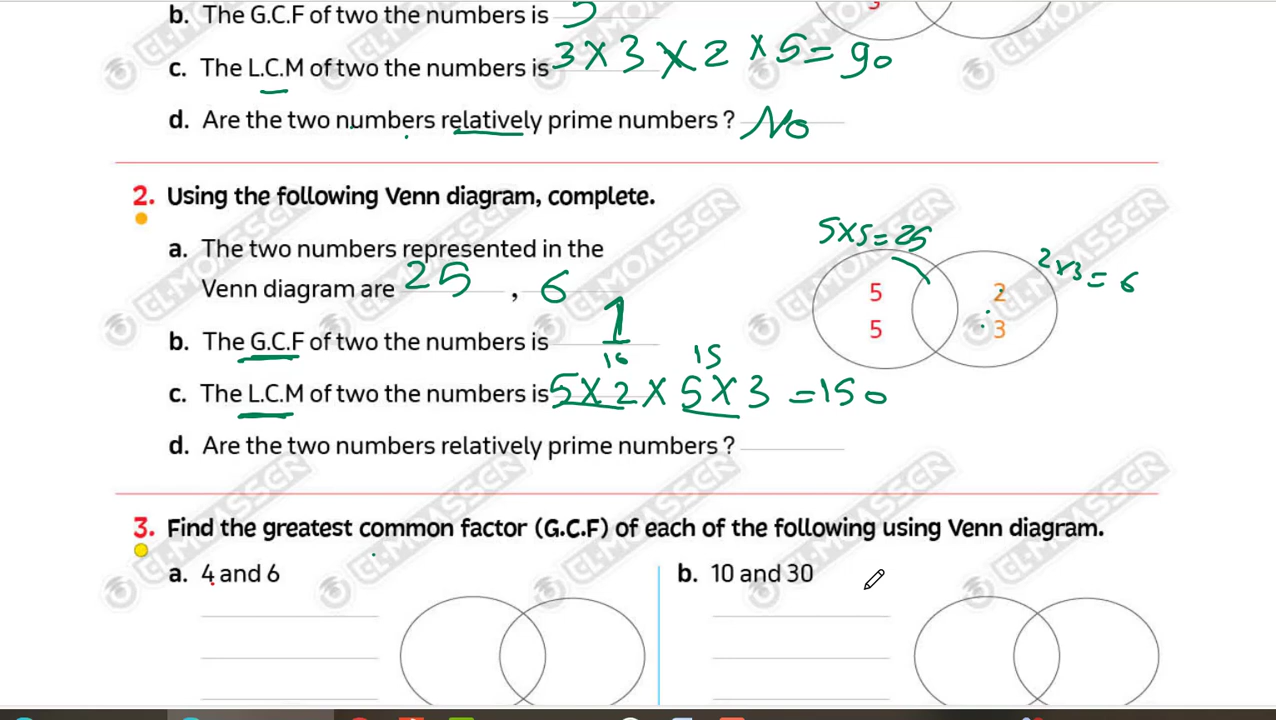 b. The G.C.F of two the numbers is 5
3
c. The L.C.M of two the numbers is 3 X 3 X 2 X 5 = 90
d. Are the two numbers relatively prime numbers ? No
2. Using the following Venn diagram, complete.
a. The two numbers represented in the
Venn diagram are 25 , 6
5X5=25
2x3=6
5 2
5 3
b. The G.C.F of two the numbers is 1
10 15
c. The L.C.M of two the numbers is 5 X 2 X 5 X 3 = 150
d. Are the two numbers relatively prime numbers ?
3. Find the greatest common factor (G.C.F) of each of the following using Venn diagram.
a. 4 and 6
b. 10 and 30
EL-MOASSER